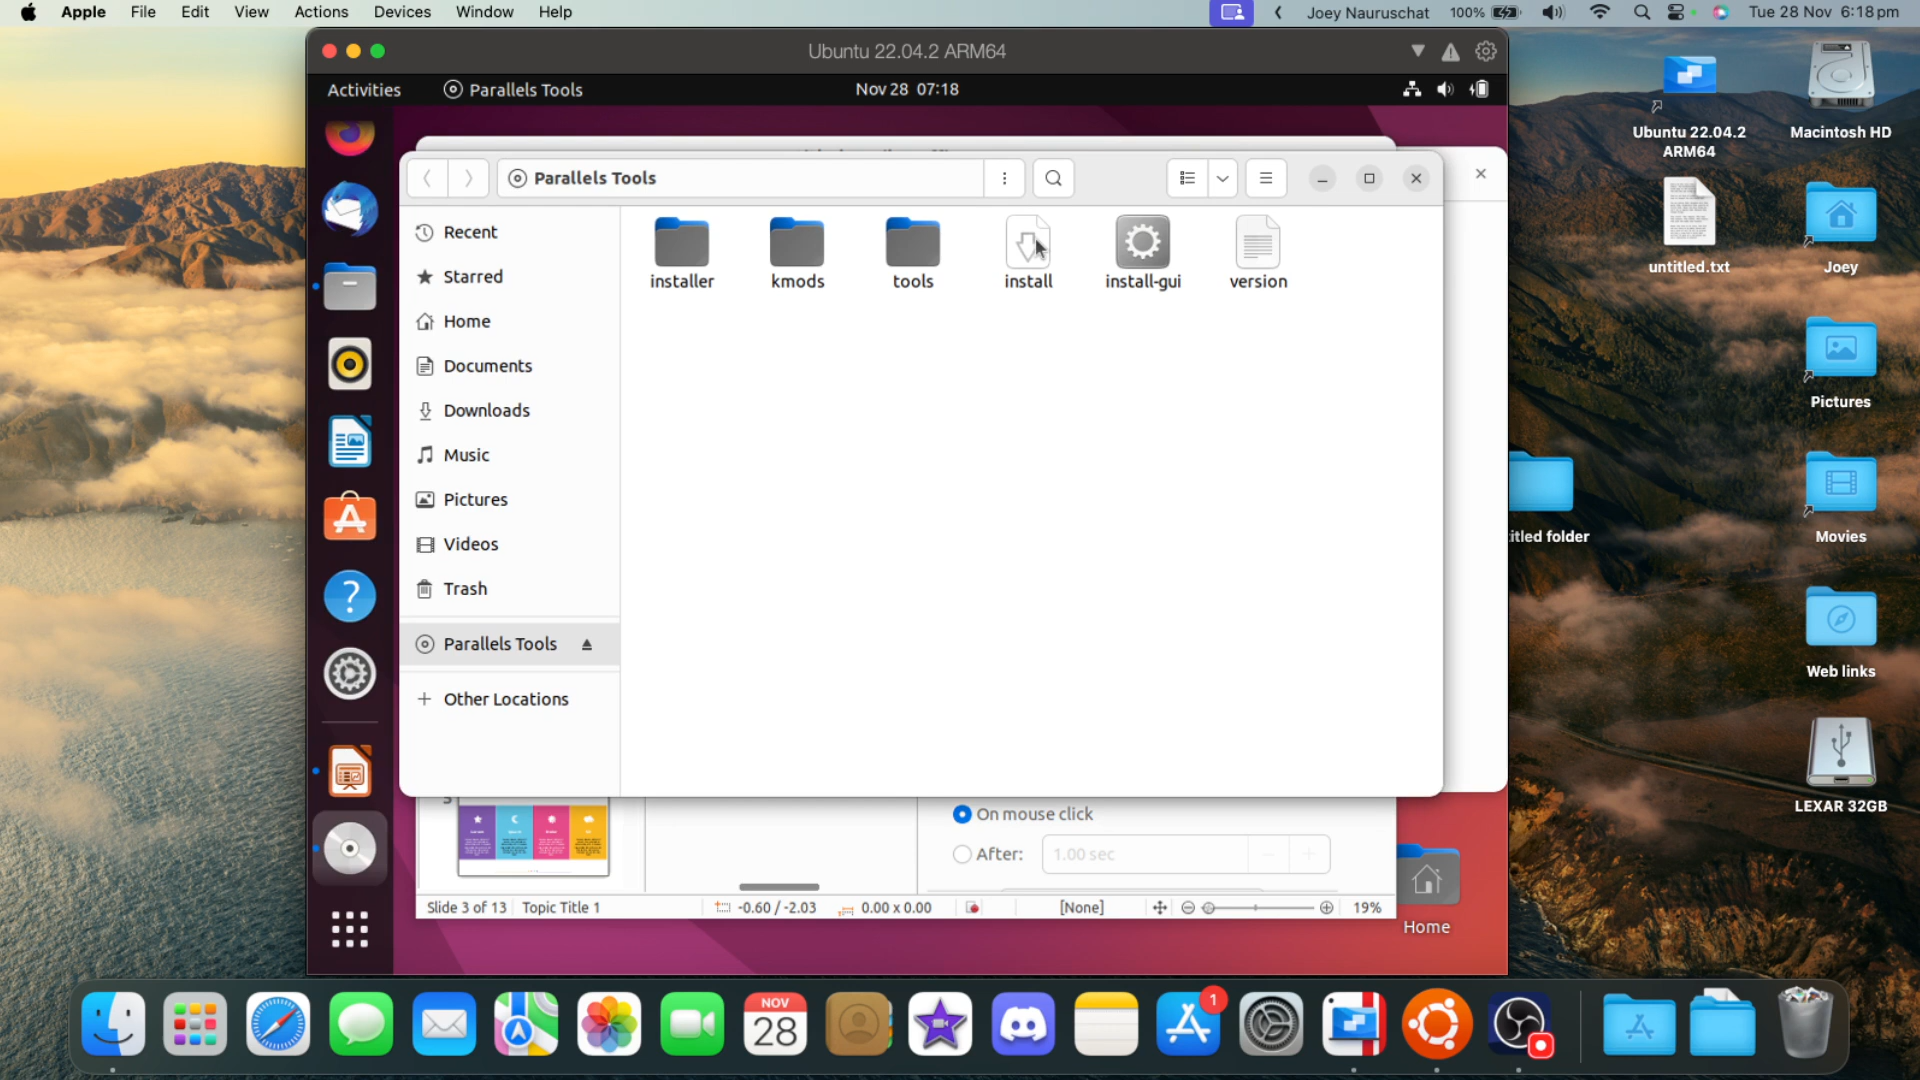 Apple File Edit View Actions Devices Window Help
Joey Nauruschat 100% Tue 28 Nov 6:18 pm
Ubuntu 22.04.2 ARM64
Activities Parallels Tools Nov 28 07:18
Parallels Tools
Recent
Starred
Home
Documents
Downloads
Music
Pictures
Videos
Trash
Parallels Tools
Other Locations
installer kmods tools install install-gui version
On mouse click
After: 1.00 sec
Slide 3 of 13 Topic Title 1 -0.60 / -2.03 0.00 x 0.00 [None] 19%
Home
Ubuntu 22.04.2
ARM64
Macintosh HD
untitled.txt
Joey
Pictures
itled folder
Movies
Web links
LEXAR 32GB
NOV
28
1